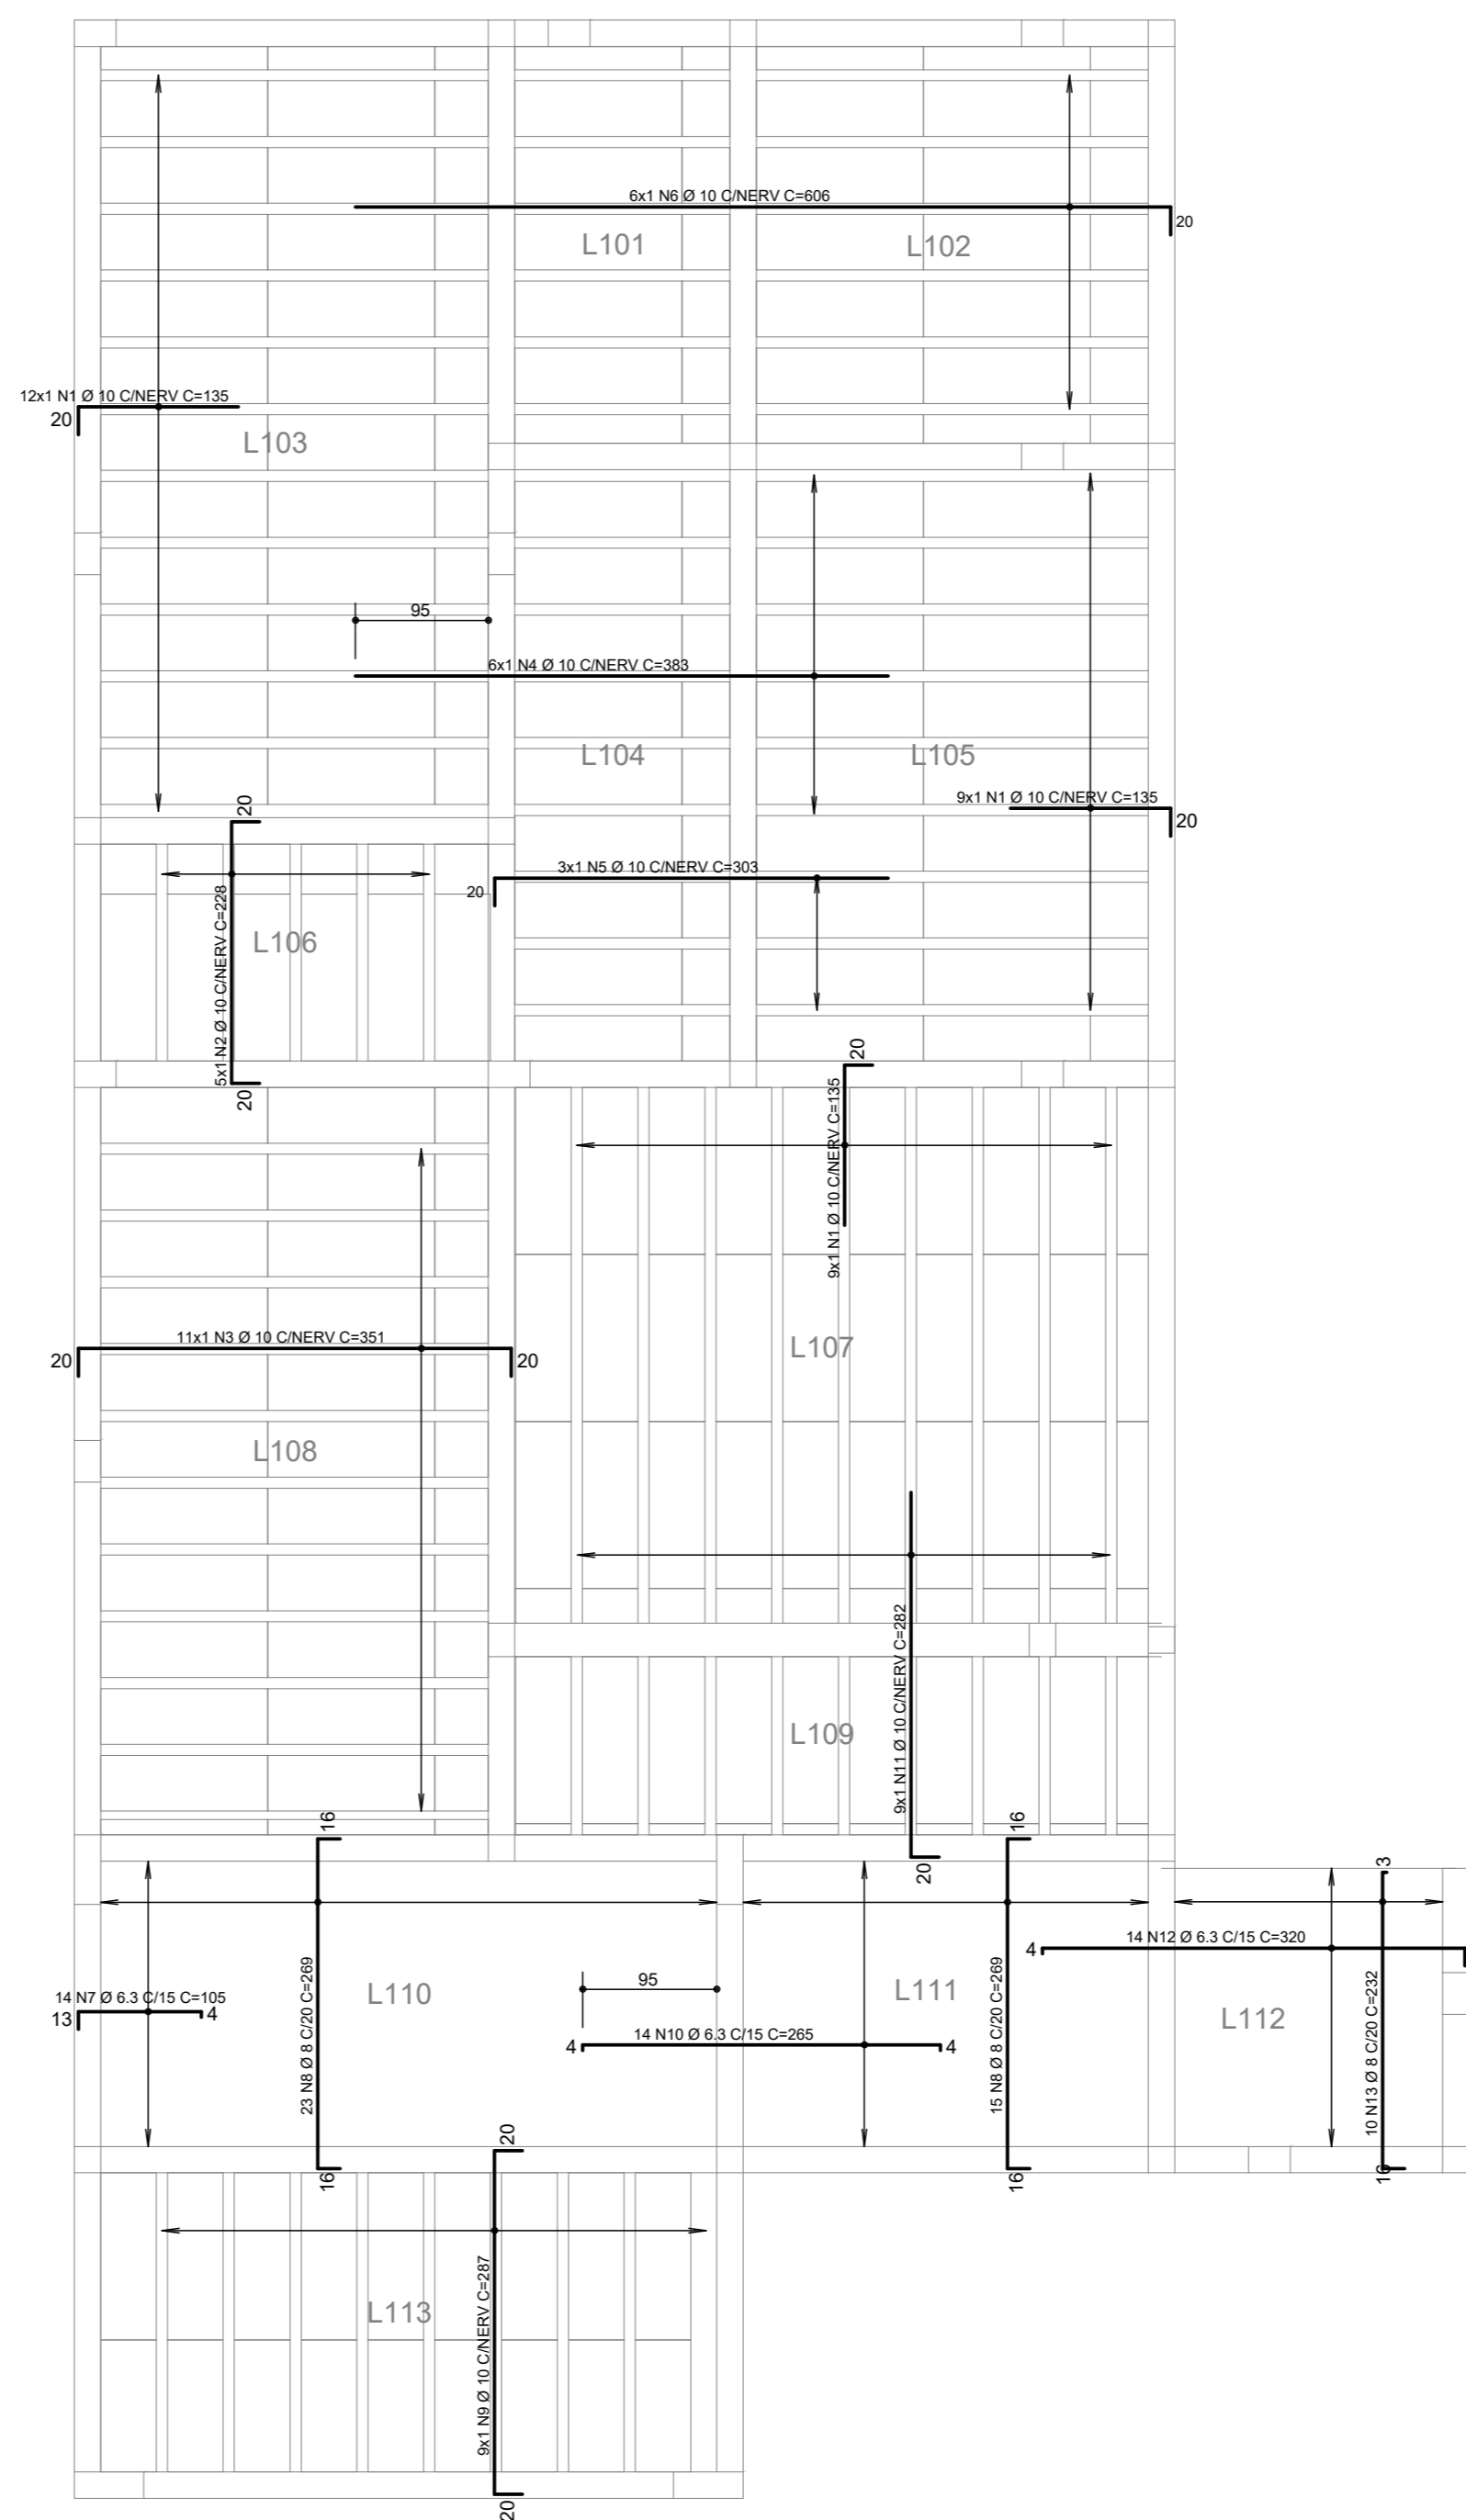 6x1 N6 Ø 10 C/NERV C=606
20
L101
L102
12x1 N1 Ø 10 C/NERV C=135
20
L103
95
6x1 N4 Ø 10 C/NERV C=383
L104
L105
9x1 N1 Ø 10 C/NERV C=135
20
20
5x1 N2 Ø 10 C/NERV C=228
20
L106
3x1 N5 Ø 10 C/NERV C=303
20
20
9x1 N1 Ø 10 C/NERV C=135
11x1 N3 Ø 10 C/NERV C=351
20
20
L107
L108
9x1 N11 Ø 10 C/NERV C=282
20
L109
16
23 N8 Ø 8 C/20 C=269
16
16
15 N8 Ø 8 C/20 C=269
16
3
10 N13 Ø 8 C/20 C=232
16
14 N12 Ø 6.3 C/15 C=320
4
14 N7 Ø 6.3 C/15 C=105
13
4
L110
95
L111
L112
14 N10 Ø 6.3 C/15 C=265
4
4
20
9x1 N9 Ø 10 C/NERV C=287
20
L113